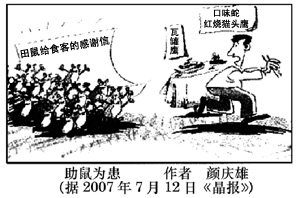 田鼠给食客的感谢信
瓦罐鹰
口味蛇
红烧猫头鹰
助鼠为患 作者 颜庆雄
(据2007年7月12日《晶报》)